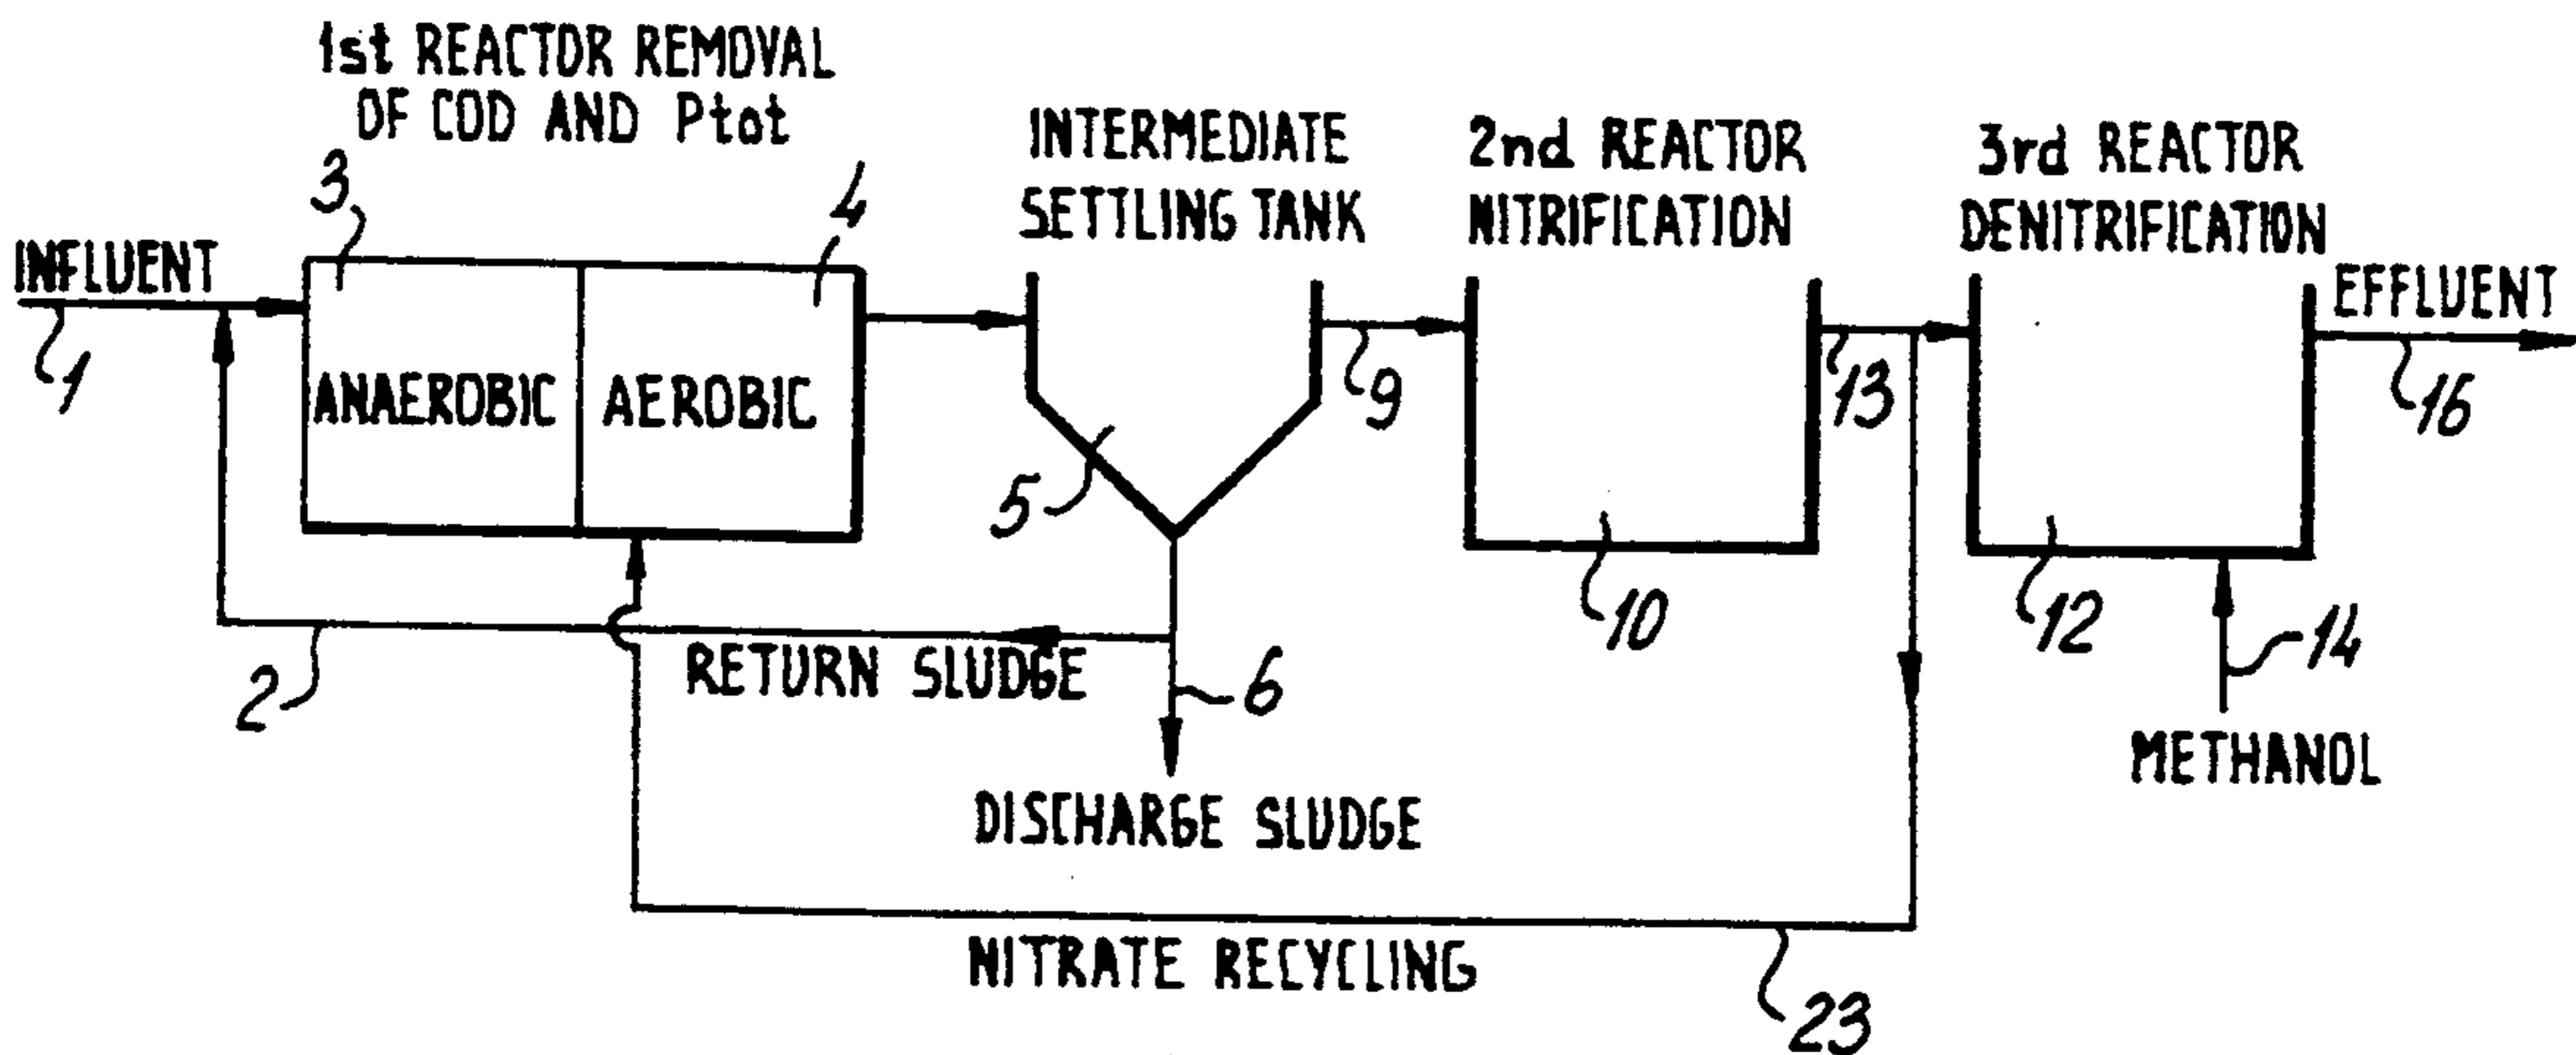 1st REACTOR REMOVAL
OF COD AND Ptot
INTERMEDIATE
SETTLING TANK
2nd REACTOR
NITRIFICATION
3rd REACTOR
DENITRIFICATION
3
4
INFLUENT
EFFLUENT
1
ANAEROBIC
AEROBIC
9
13
16
5
10
12
14
2
RETURN SLUDGE
6
METHANOL
DISCHARGE SLUDGE
NITRATE RECYCLING
23